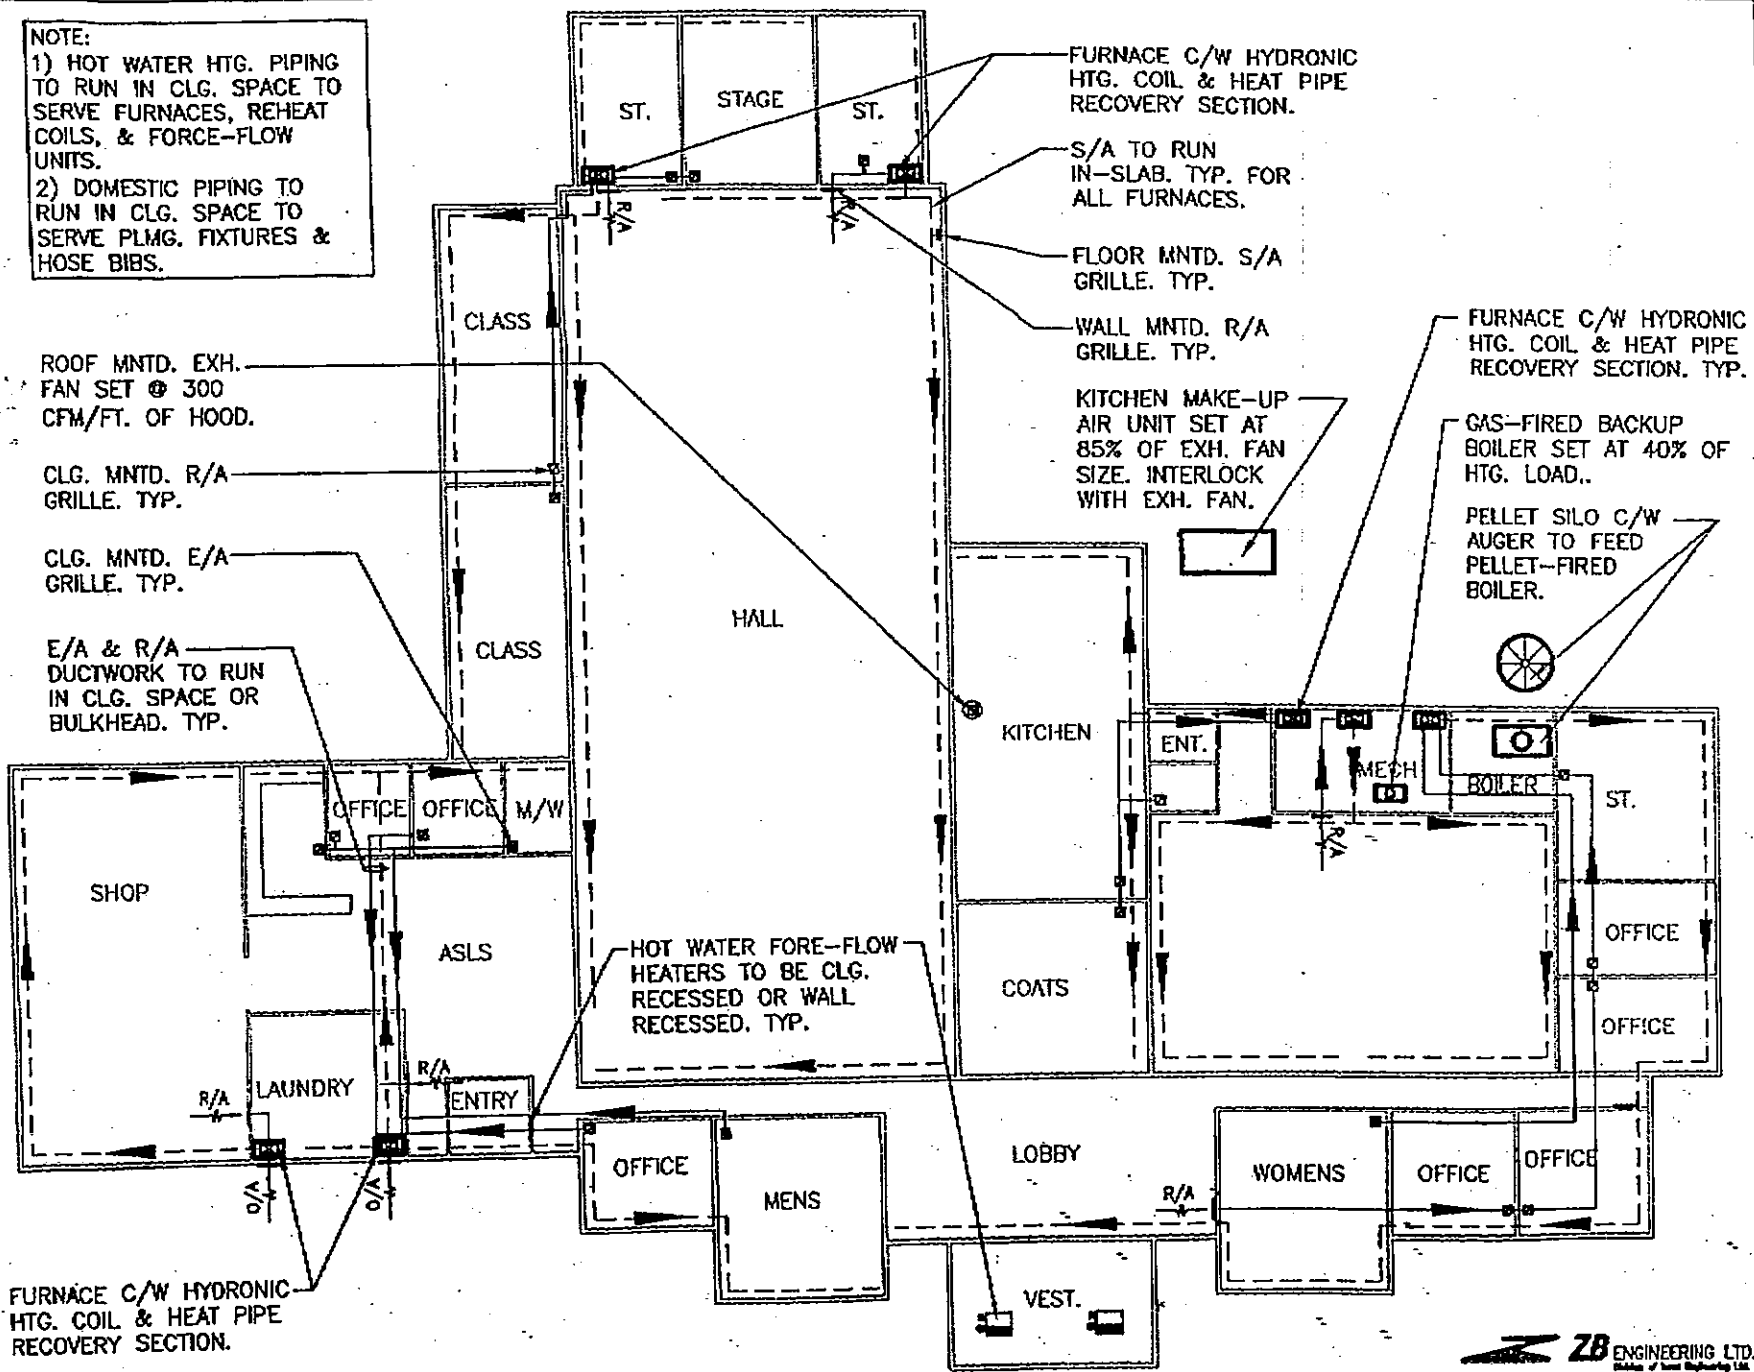 NOTE:
1) HOT WATER HTG. PIPING
TO RUN IN CLG. SPACE TO
SERVE FURNACES, REHEAT
COILS, & FORCE-FLOW
UNITS.
2) DOMESTIC PIPING TO
RUN IN CLG. SPACE TO
SERVE PLMG. FIXTURES &
HOSE BIBS.
ST.
STAGE
ST.
FURNACE C/W HYDRONIC
HTG. COIL & HEAT PIPE
RECOVERY SECTION.
S/A TO RUN
IN-SLAB. TYP. FOR
ALL FURNACES.
R/A
R/A
FLOOR MNTD. S/A
GRILLE. TYP.
WALL MNTD. R/A
GRILLE. TYP.
CLASS
ROOF MNTD. EXH.
FAN SET @ 300
CFM/FT. OF HOOD.
KITCHEN MAKE-UP
AIR UNIT SET AT
85% OF EXH. FAN
SIZE. INTERLOCK
WITH EXH. FAN.
FURNACE C/W HYDRONIC
HTG. COIL & HEAT PIPE
RECOVERY SECTION. TYP.
GAS-FIRED BACKUP
BOILER SET AT 40% OF
HTG. LOAD..
CLG. MNTD. R/A
GRILLE. TYP.
PELLET SILO C/W
AUGER TO FEED
PELLET-FIRED
BOILER.
CLG. MNTD. E/A
GRILLE. TYP.
HALL
CLASS
E/A & R/A
DUCTWORK TO RUN
IN CLG. SPACE OR
BULKHEAD. TYP.
KITCHEN
ENT.
MECH
BOILER
ST.
OFFICE
OFFICE
M/W
R/A
SHOP
ASLS
OFFICE
HOT WATER FORE-FLOW
HEATERS TO BE CLG.
RECESSED OR WALL
RECESSED. TYP.
COATS
OFFICE
R/A
LAUNDRY
R/A
ENTRY
O/A
O/A
OFFICE
MENS
LOBBY
R/A
WOMENS
OFFICE
OFFICE
FURNACE C/W HYDRONIC
HTG. COIL & HEAT PIPE
RECOVERY SECTION.
VEST.
ZB ENGINEERING LTD.